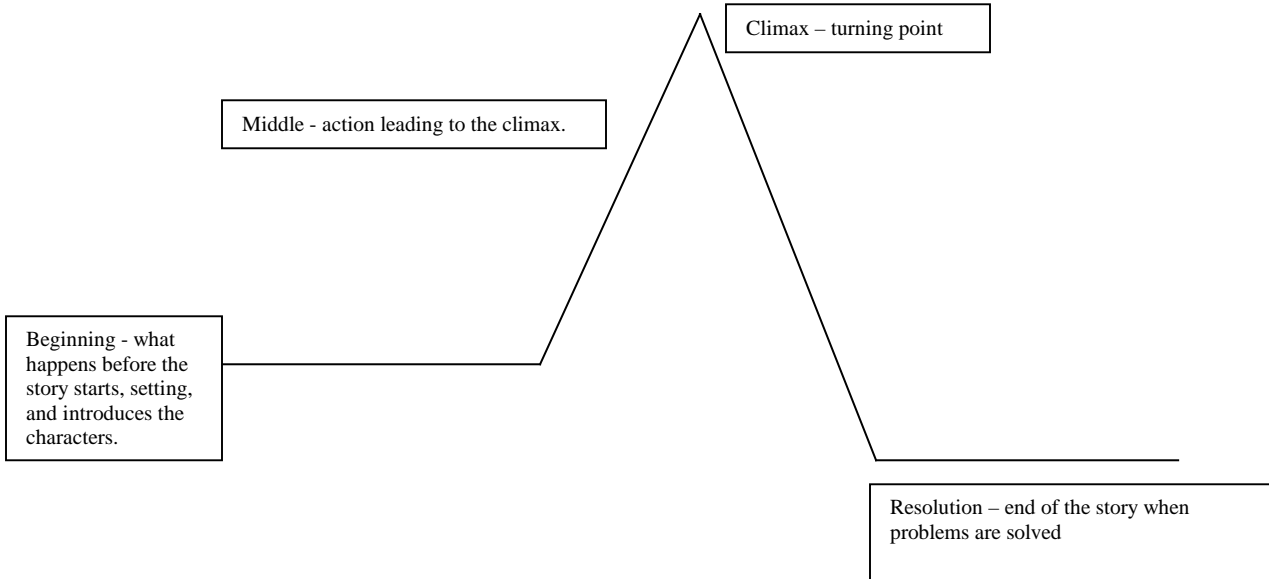 Climax – turning point
Middle - action leading to the climax.
Beginning - what
happens before the
story starts, setting,
and introduces the
characters.
Resolution – end of the story when
problems are solved